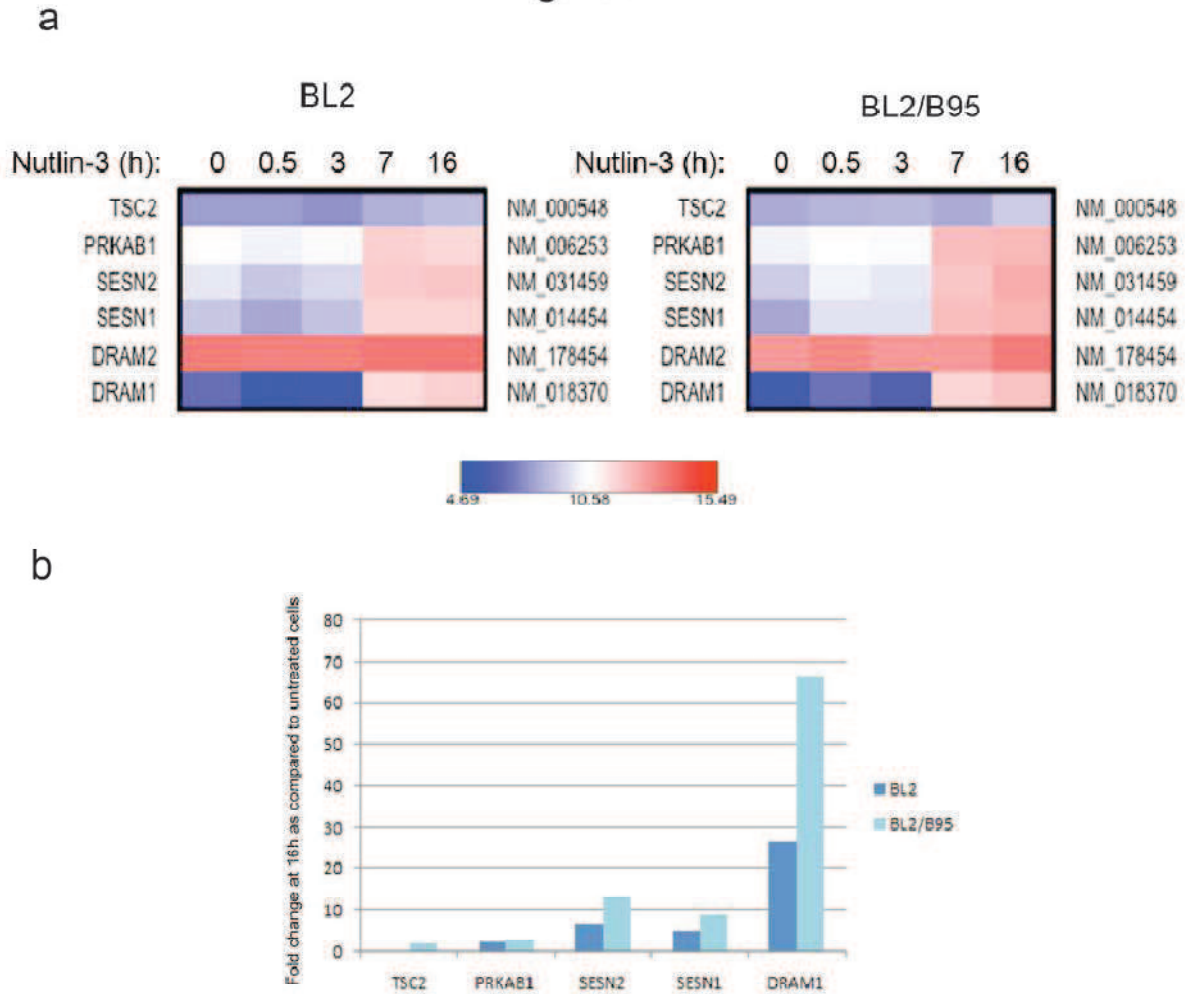 a
BL2
BL2/B95
Nutlin-3 (h): 0 0.5 3 7 16
Nutlin-3 (h): 0 0.5 3 7 16
TSC2 NM_000548 TSC2 NM_000548
PRKAB1 NM_006253 PRKAB1 NM_006253
SESN2 NM_031459 SESN2 NM_031459
SESN1 NM_014454 SESN1 NM_014454
DRAM2 NM_178454 DRAM2 NM_178454
DRAM1 NM_018370 DRAM1 NM_018370
4.69 10.58 15.49
b
Fold change at 16h as compared to untreated cells
80
70
60
50
40
30
20
10
0
TSC2 PRKAB1 SESN2 SESN1 DRAM1
BL2
BL2/B95